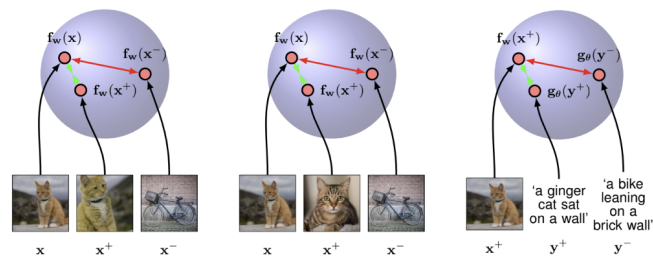 f_w(x)
f_w(x⁻)
f_w(x⁺)
x
x⁺
x⁻
f_w(x)
f_w(x⁻)
f_w(x⁺)
x
x⁺
x⁻
f_w(x⁺)
g_θ(y⁻)
g_θ(y⁺)
'a ginger
cat sat
on a wall'
'a bike
leaning
on a
brick wall'
x⁺
y⁺
y⁻